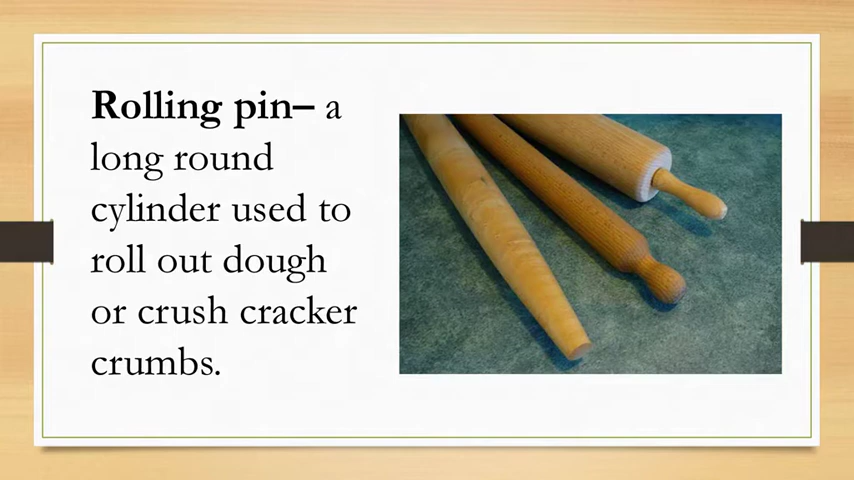 Rolling pin– a
long round
cylinder used to
roll out dough
or crush cracker
crumbs.